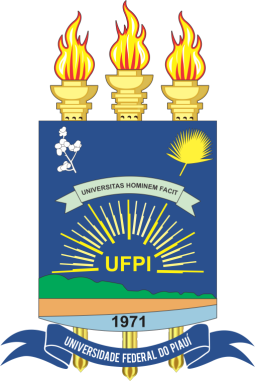 UNIVERSITAS HOMINEM FACIT
UFPI
1971
UNIVERSIDADE FEDERAL DO PIAUÍ